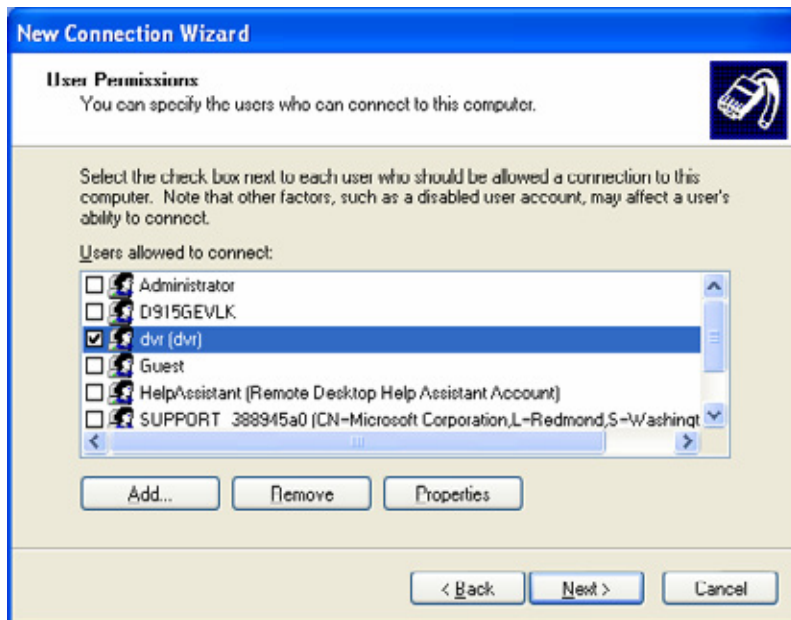 New Connection Wizard
User Permissions
You can specify the users who can connect to this computer.
Select the check box next to each user who should be allowed a connection to this
computer. Note that other factors, such as a disabled user account, may affect a user's
ability to connect.
Users allowed to connect:
Administrator
D915GEVLK
dvr (dvr)
Guest
HelpAssistant (Remote Desktop Help Assistant Account)
SUPPORT_388945a0 (CN=Microsoft Corporation,L=Redmond,S=Washingt
Add...
Remove
Properties
< Back
Next >
Cancel